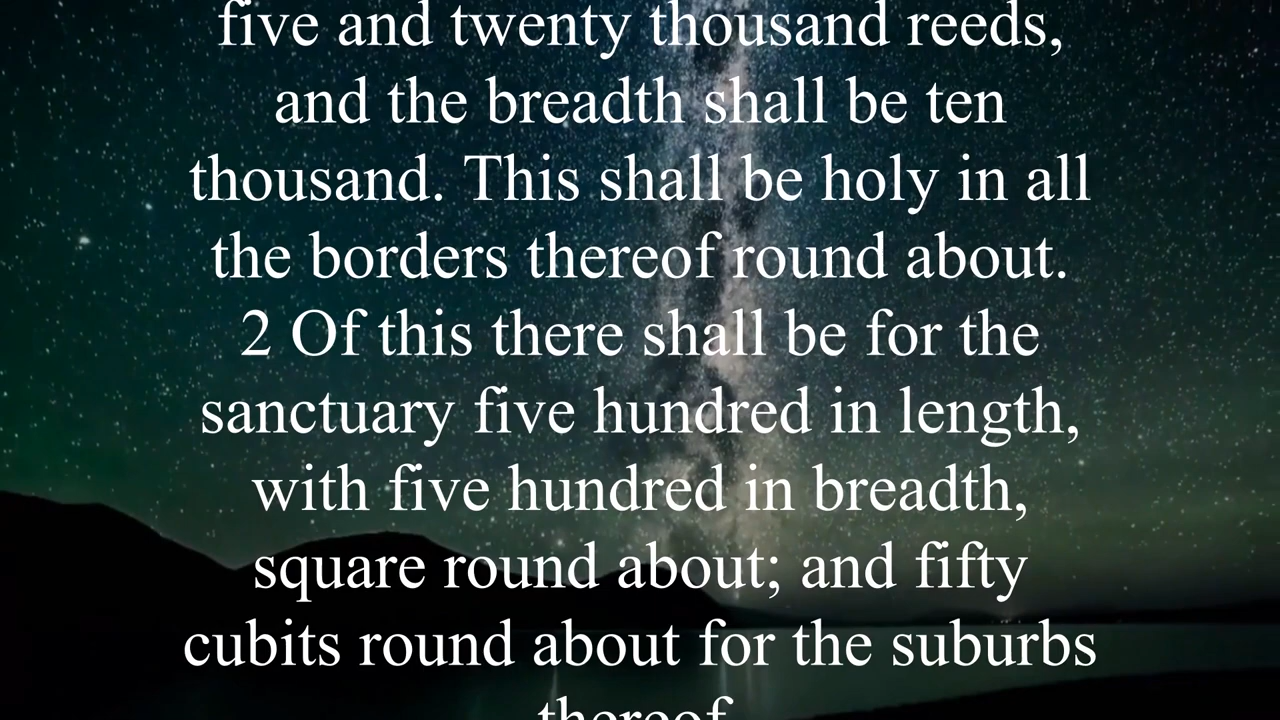 five and twenty thousand reeds,
and the breadth shall be ten
thousand. This shall be holy in all
the borders thereof round about.
2 Of this there shall be for the
sanctuary five hundred in length,
with five hundred in breadth,
square round about; and fifty
cubits round about for the suburbs
thereof.